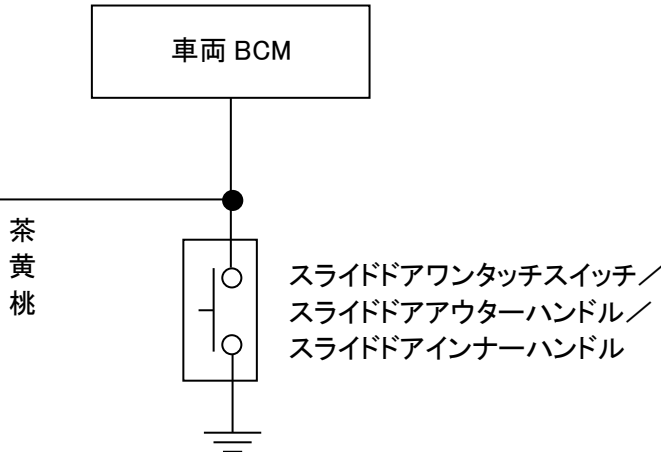 車両 BCM
茶
黄
桃
スライドドアワンタッチスイッチ／
スライドドアアウターハンドル／
スライドドアインナーハンドル